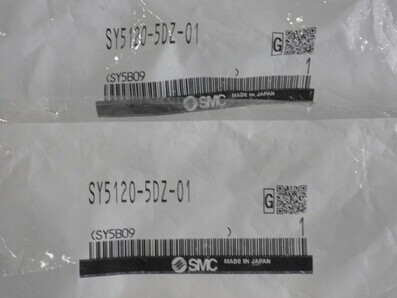 SY5120-5DZ-01
G
(SY5B09 ) 1
SMC MADE IN JAPAN
SY5120-5DZ-01
G
(SY5B09 ) 1
SMC MADE IN JAPAN